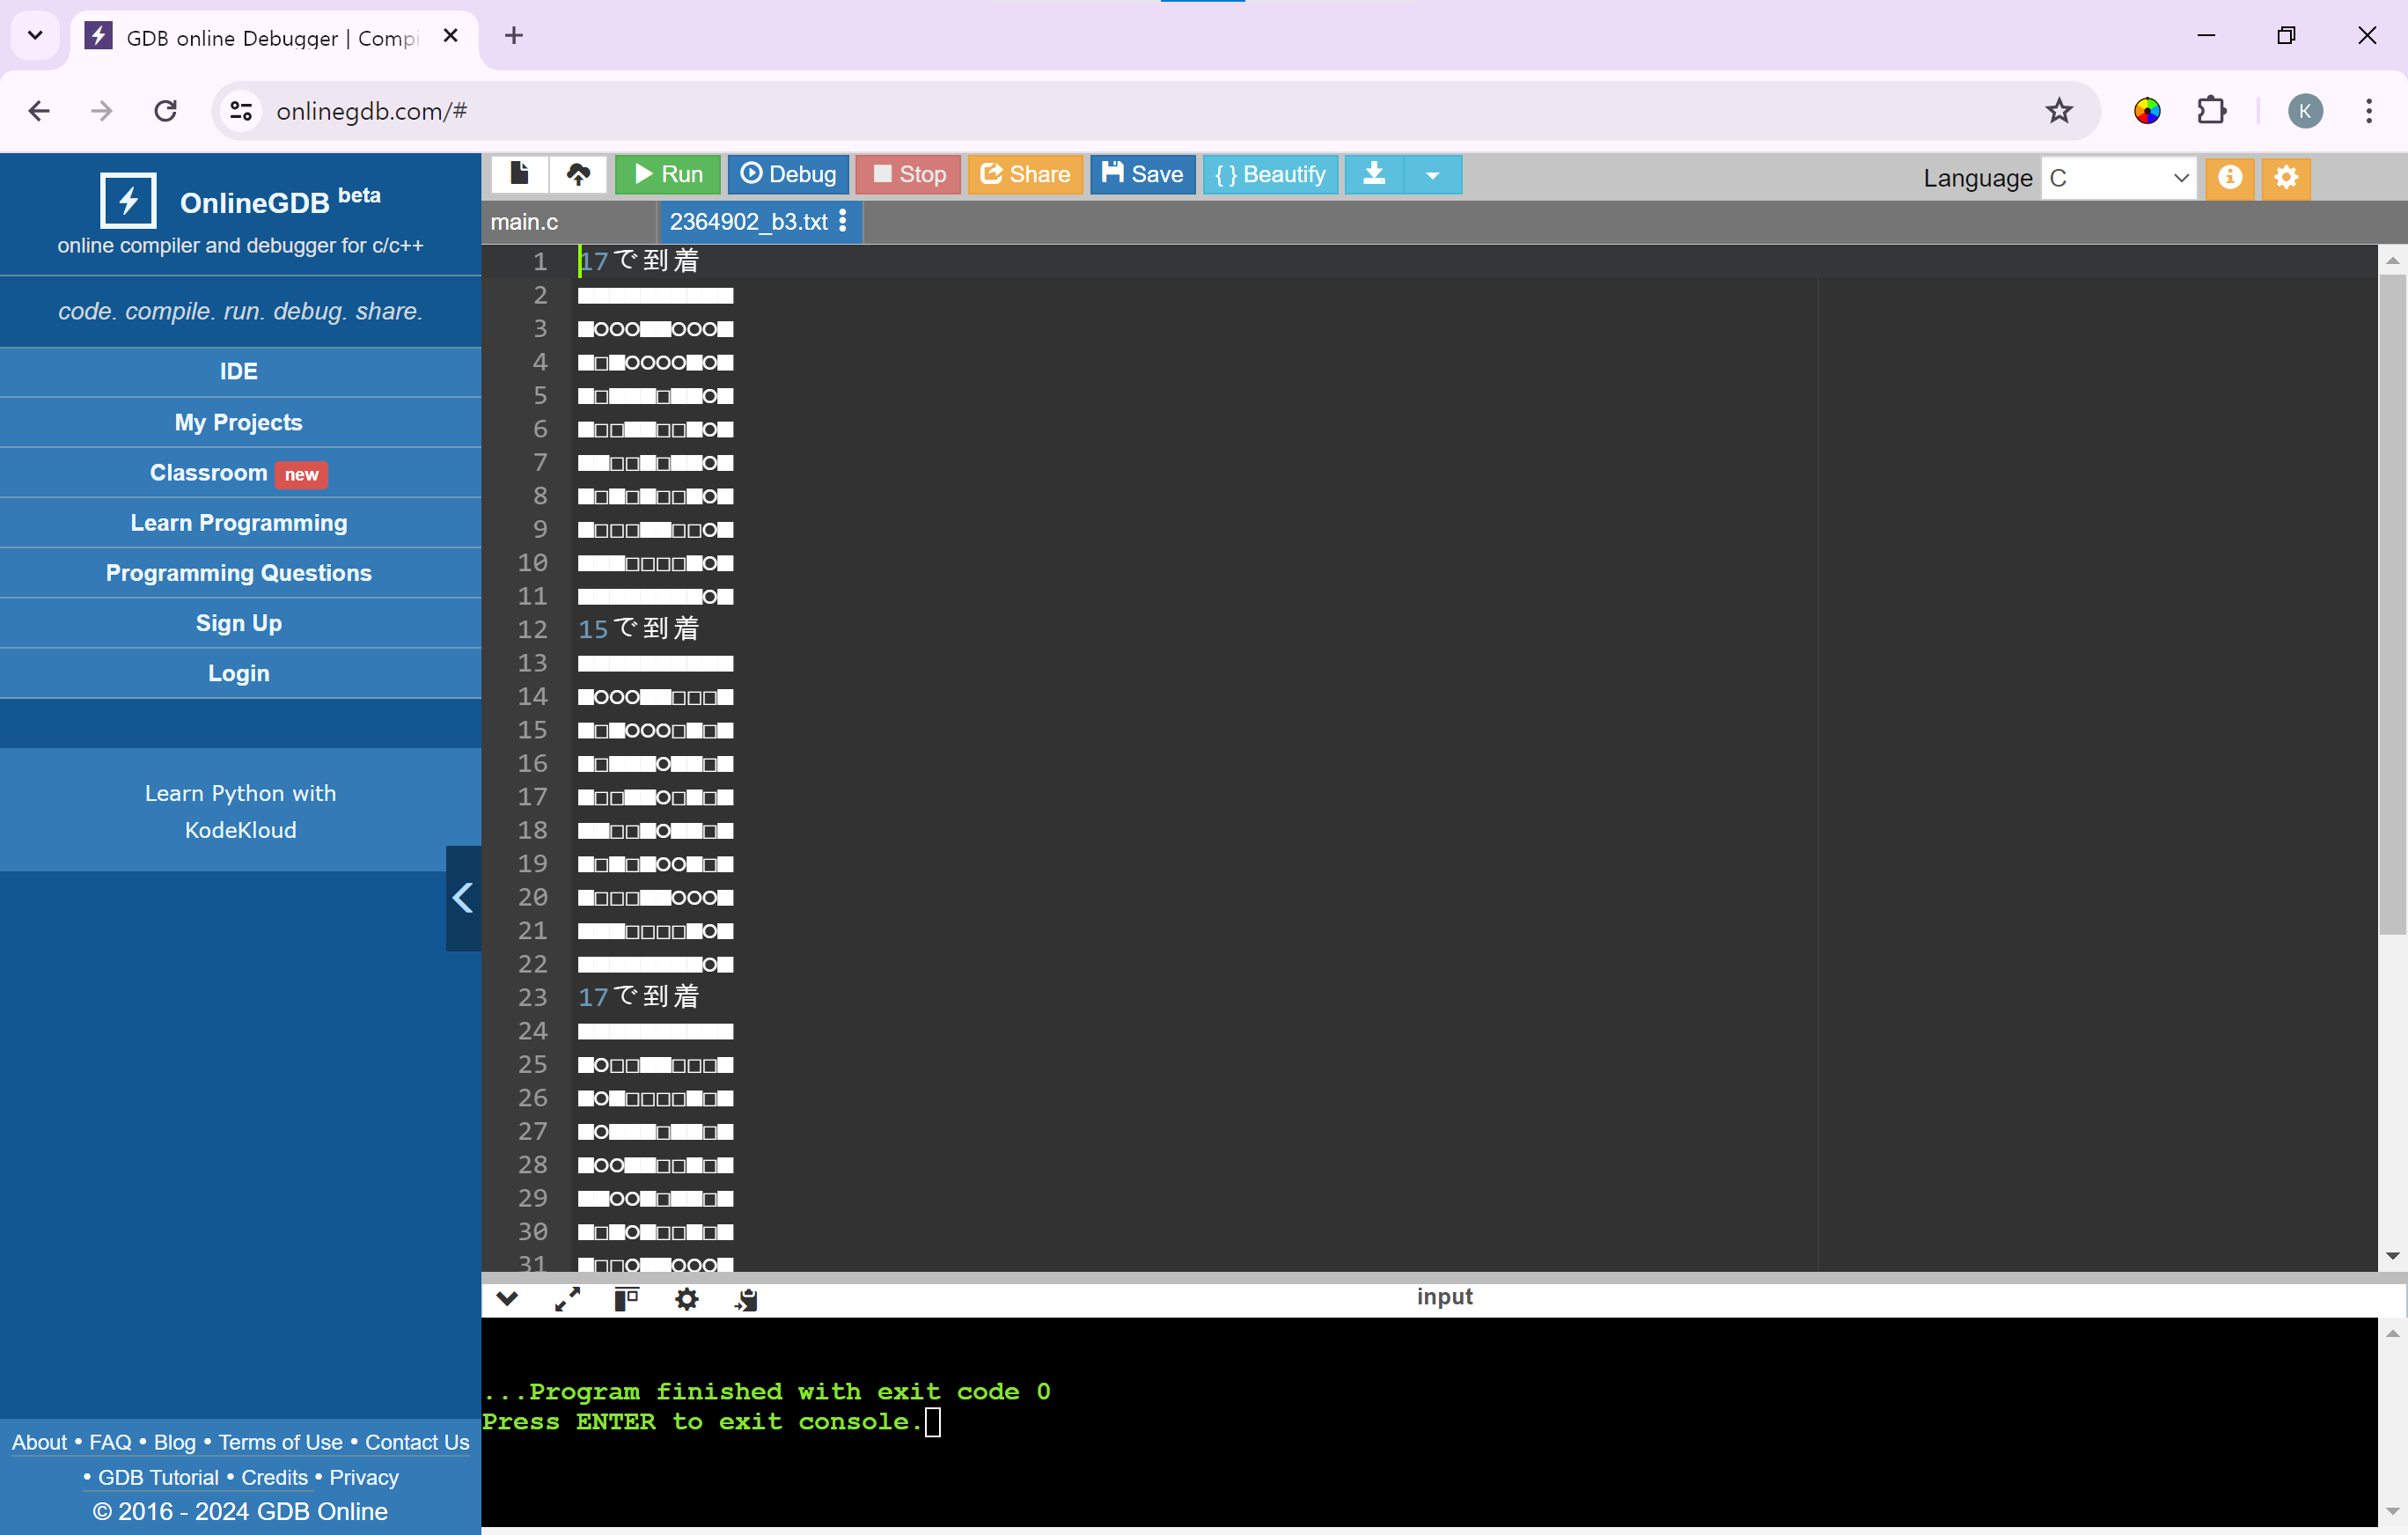 GDB online Debugger | Comp
onlinegdb.com/#
K
OnlineGDB beta
online compiler and debugger for c/c++
code. compile. run. debug. share.
IDE
My Projects
Classroom new
Learn Programming
Programming Questions
Sign Up
Login
Learn Python with
KodeKloud
About • FAQ • Blog • Terms of Use • Contact Us
• GDB Tutorial • Credits • Privacy
© 2016 - 2024 GDB Online
Run Debug Stop Share Save { } Beautify
Language C
main.c 2364902_b3.txt
1 17で到着
2 ■■■■■■■■■■
3 ■○○○■■○○○■
4 ■□■○○○○■○■
5 ■□■■■□■■○■
6 ■□□■■□□■○■
7 ■■□□■□■■○■
8 ■□■□■□□■○■
9 ■□□□■■□□○■
10 ■■■□□□□■○■
11 ■■■■■■■■○■
12 15で到着
13 ■■■■■■■■■■
14 ■○○○■■□□□■
15 ■□■○○○□■□■
16 ■□■■■○■■□■
17 ■□□■■○□■□■
18 ■■□□■○■■□■
19 ■□■□■○○■□■
20 ■□□□■■○○○■
21 ■■■□□□□■○■
22 ■■■■■■■■○■
23 17で到着
24 ■■■■■■■■■■
25 ■○□□■■□□□■
26 ■○■□□□□■□■
27 ■○■■■□■■□■
28 ■○○■■□□■□■
29 ■■○○■□■■□■
30 ■□■○■□□■□■
31 ■□□○■■○○○■
input
...Program finished with exit code 0
Press ENTER to exit console.